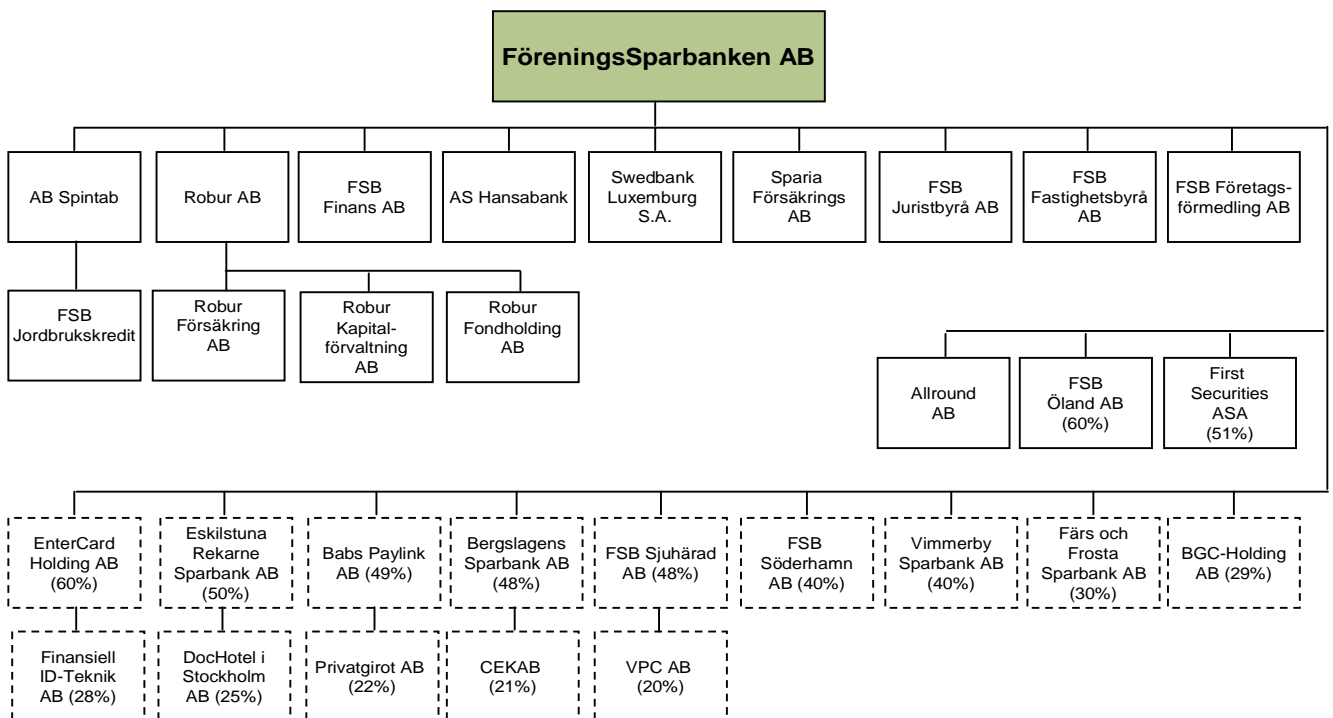 FöreningsSparbanken AB
AB Spintab
Robur AB
FSB
Finans AB
AS Hansabank
Swedbank
Luxemburg
S.A.
Sparia
Försäkrings
AB
FSB
Juristbyrå AB
FSB
Fastighetsbyrå
AB
FSB Företags-
förmedling AB
FSB
Jordbrukskredit
Robur
Försäkring
AB
Robur
Kapital-
förvaltning
AB
Robur
Fondholding
AB
Allround
AB
FSB
Öland AB
(60%)
First
Securities
ASA
(51%)
EnterCard
Holding AB
(60%)
Eskilstuna
Rekarne
Sparbank AB
(50%)
Babs Paylink
AB (49%)
Bergslagens
Sparbank AB
(48%)
FSB Sjuhärad
AB (48%)
FSB
Söderhamn
AB (40%)
Vimmerby
Sparbank AB
(40%)
Färs och
Frosta
Sparbank AB
(30%)
BGC-Holding
AB (29%)
Finansiell
ID-Teknik
AB (28%)
DocHotel i
Stockholm
AB (25%)
Privatgirot AB
(22%)
CEKAB
(21%)
VPC AB
(20%)